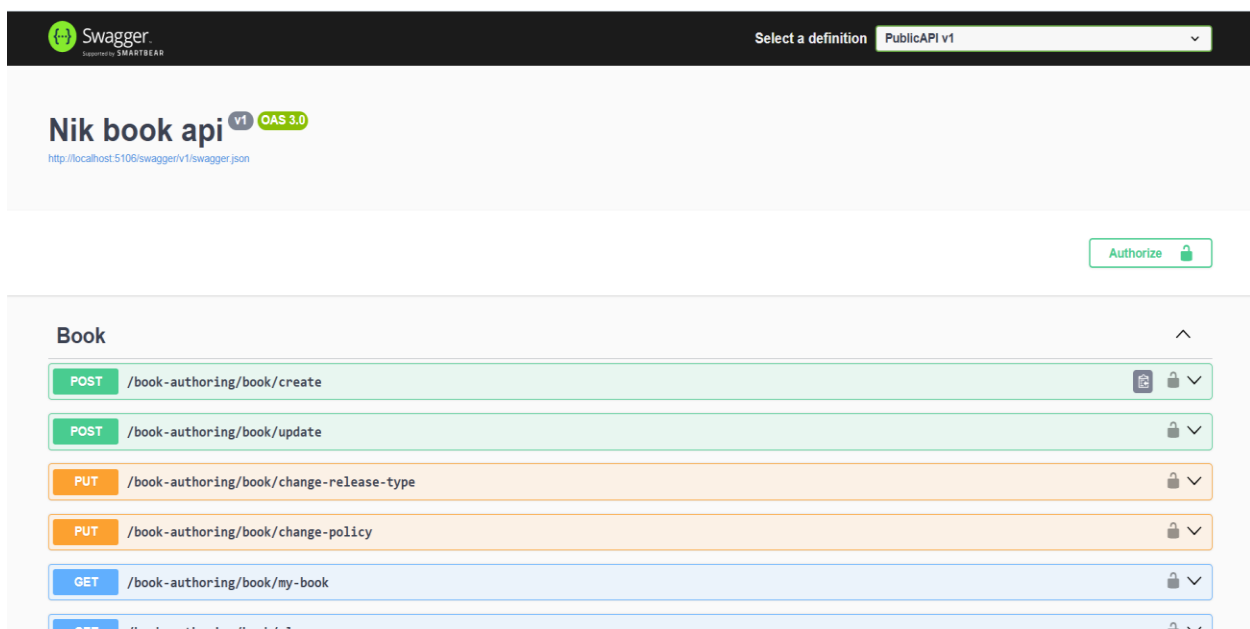 Swagger.
Supported by SMARTBEAR
Select a definition PublicAPI v1
Nik book api v1 OAS 3.0
http://localhost:5106/swagger/v1/swagger.json
Authorize
Book
POST /book-authoring/book/create
POST /book-authoring/book/update
PUT /book-authoring/book/change-release-type
PUT /book-authoring/book/change-policy
GET /book-authoring/book/my-book
GET